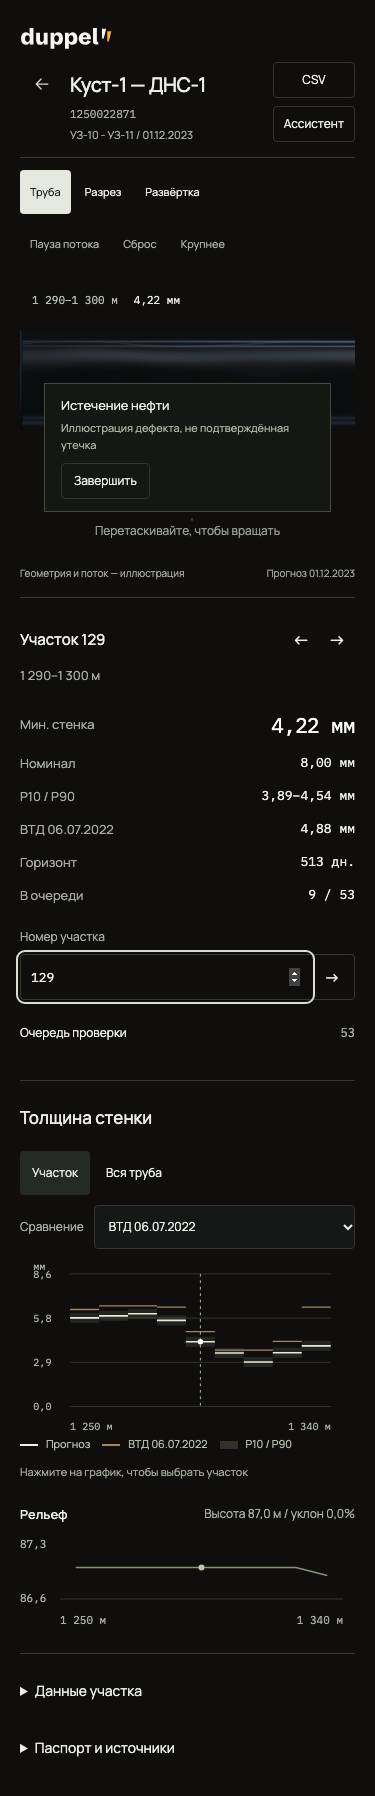 duppel
← Куст-1 — ДНС-1
CSV
1250022871
УЗ-10 - УЗ-11 / 01.12.2023
Ассистент
Труба Разрез Развёртка
Пауза потока Сброс Крупнее
1 290–1 300 м 4,22 мм
Истечение нефти
Иллюстрация дефекта, не подтверждённая
утечка
Завершить
Перетаскивайте, чтобы вращать
Геометрия и поток — иллюстрация Прогноз 01.12.2023
Участок 129 ← →
1 290–1 300 м
Мин. стенка 4,22 мм
Номинал 8,00 мм
P10 / P90 3,89–4,54 мм
ВТД 06.07.2022 4,88 мм
Горизонт 513 дн.
В очереди 9 / 53
Номер участка
129 →
Очередь проверки 53
Толщина стенки
Участок Вся труба
Сравнение ВТД 06.07.2022
мм
8,6
5,8
2,9
0,0
1 250 м 1 340 м
Прогноз ВТД 06.07.2022 P10 / P90
Нажмите на график, чтобы выбрать участок
Рельеф Высота 87,0 м / уклон 0,0%
87,3
86,6
1 250 м 1 340 м
Данные участка
Паспорт и источники